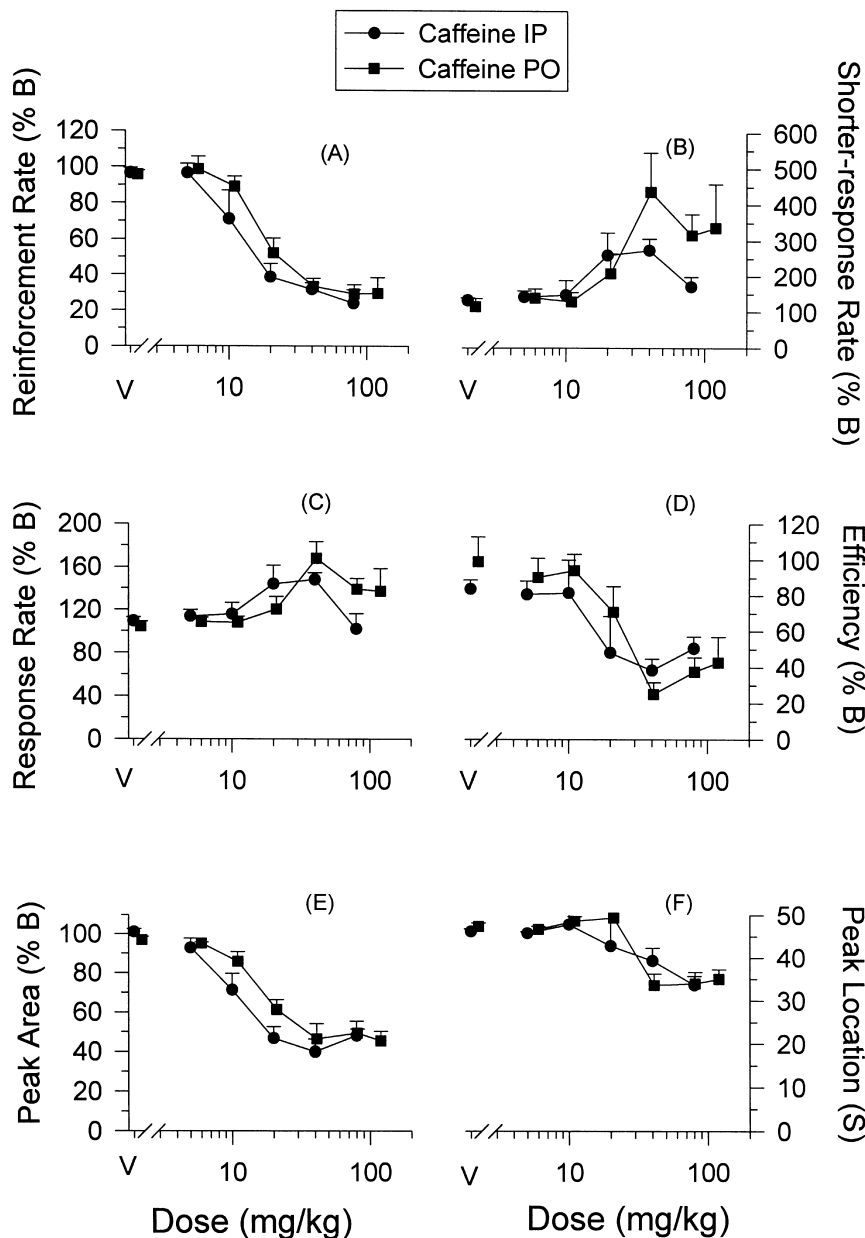 Caffeine IP
Caffeine PO
Reinforcement Rate (% B)
120
100
80
60
40
20
0
(A)
V
10
100
(B)
600
500
400
300
200
100
0
Shorter-response Rate (% B)
V
10
100
Response Rate (% B)
200
160
120
80
40
0
(C)
V
10
100
(D)
120
100
80
60
40
20
0
Efficiency (% B)
V
10
100
Peak Area (% B)
100
80
60
40
20
0
(E)
V
10
100
Dose (mg/kg)
(F)
50
40
30
20
10
0
Peak Location (S)
V
10
100
Dose (mg/kg)